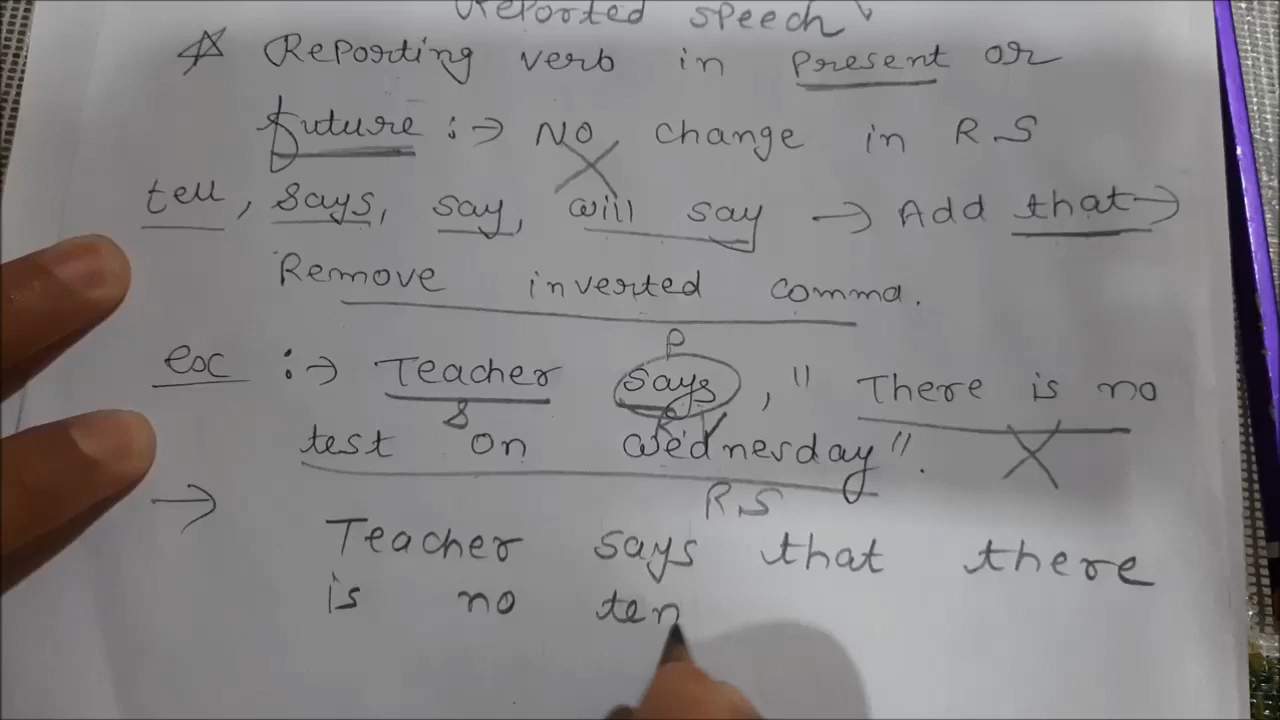 Reported speech
☆ Reporting verb in present or
future :→ No change in R S
tell, says, say, will say → Add that →
Remove inverted comma.
P
ex :→ Teacher says, " There is no
S R V
test on Wednesday".
R.S
→ Teacher says that there
is no